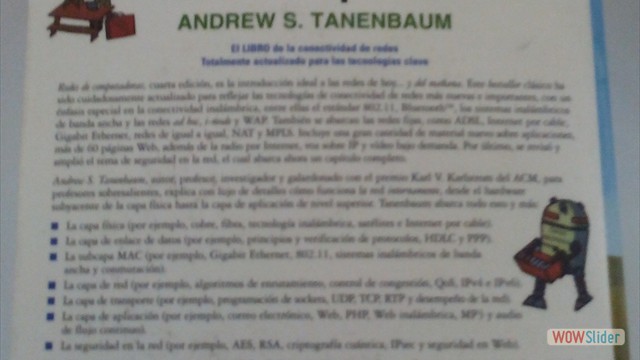 ANDREW S. TANENBAUM
El LIBRO de la conectividad de redes
Totalmente actualizado para las tecnologías clave
Redes de computadoras, cuarta edición, es la introducción ideal a las redes de hoy... y del mañana. Este bestseller clásico ha
sido cuidadosamente actualizado para reflejar las tecnologías de conectividad de redes más nuevas e importantes, con un
énfasis especial en la conectividad inalámbrica, entre ellas el estándar 802.11, Bluetooth™, los sistemas inalámbricos
de banda ancha y las redes ad hoc, i-mode y WAP. También se abarcan las redes fijas, como ADSL, Internet por cable,
Gigabit Ethernet, redes de igual a igual, NAT y MPLS. Incluye una gran cantidad de material nuevo sobre aplicaciones,
más de 60 páginas Web, además de la radio por Internet, voz sobre IP y vídeo bajo demanda. Por último, se revisó y
amplió el tema de seguridad en la red, el cual abarca ahora un capítulo completo.
Andrew S. Tanenbaum, autor, profesor, investigador y galardonado con el premio Karl V. Karlstrom del ACM, para
profesores sobresalientes, explica con lujo de detalles cómo funciona la red internamente, desde el hardware
subyacente de la capa física hasta la capa de aplicación de nivel superior. Tanenbaum abarca todo esto y más:
La capa física (por ejemplo, cobre, fibra, tecnología inalámbrica, satélites e Internet por cable).
La capa de enlace de datos (por ejemplo, principios y verificación de protocolos, HDLC y PPP).
La subcapa MAC (por ejemplo, Gigabit Ethernet, 802.11, sistemas inalámbricos de banda
ancha y conmutación).
La capa de red (por ejemplo, algoritmos de enrutamiento, control de congestión, QoS, IPv4 e IPv6).
La capa de transporte (por ejemplo, programación de sockets, UDP, TCP, RTP y desempeño de la red).
La capa de aplicación (por ejemplo, correo electrónico, Web, PHP, Web inalámbrica, MP3 y audio
de flujo continuo).
La seguridad en la red (por ejemplo, AES, RSA, criptografía cuántica, IPsec y seguridad en Web).
WOWSlider